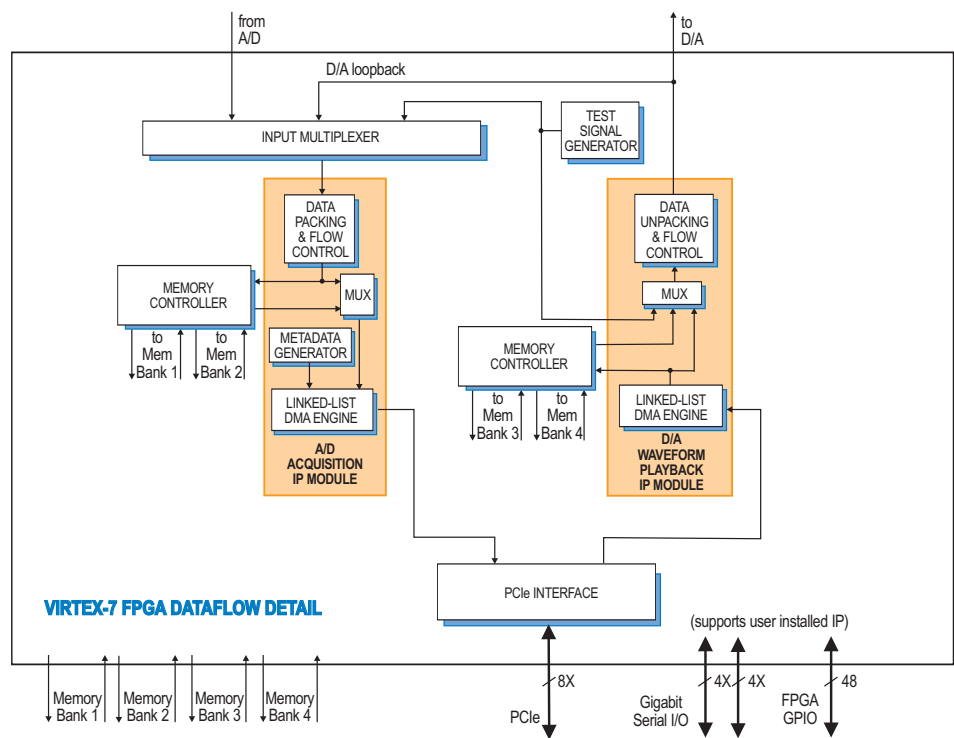 from
A/D
to
D/A
D/A loopback
INPUT MULTIPLEXER
TEST
SIGNAL
GENERATOR
DATA
PACKING
& FLOW
CONTROL
DATA
UNPACKING
& FLOW
CONTROL
MEMORY
CONTROLLER
MUX
MUX
to
Mem
Bank 1
to
Mem
Bank 2
METADATA
GENERATOR
MEMORY
CONTROLLER
to
Mem
Bank 3
to
Mem
Bank 4
LINKED-LIST
DMA ENGINE
LINKED-LIST
DMA ENGINE
A/D
ACQUISITION
IP MODULE
D/A
WAVEFORM
PLAYBACK
IP MODULE
PCIe INTERFACE
VIRTEX-7 FPGA DATAFLOW DETAIL
(supports user installed IP)
Memory
Bank 1
Memory
Bank 2
Memory
Bank 3
Memory
Bank 4
8X
PCIe
4X
4X
Gigabit
Serial I/O
48
FPGA
GPIO